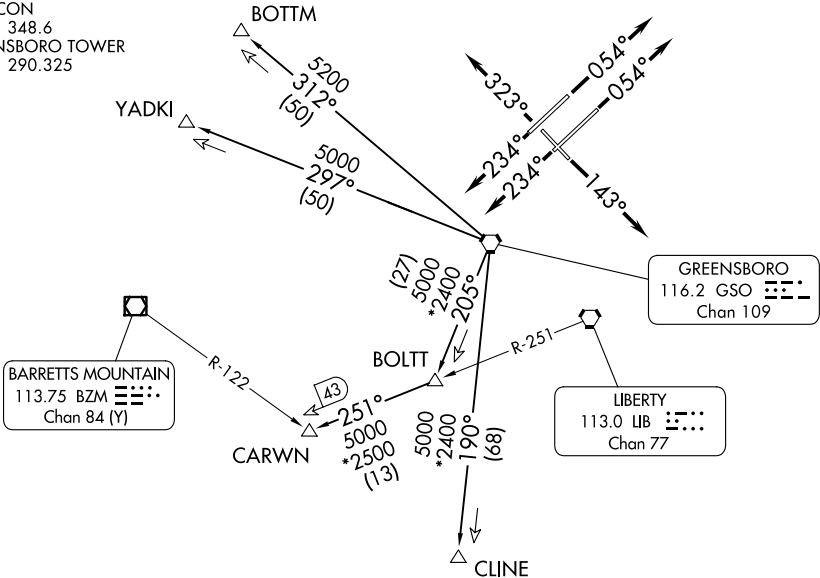 CON
348.6
NSBORO TOWER
290.325
BOTTM
5200
312°
(50)
YADKI
5000
297°
(50)
323°
054°
054°
234°
234°
143°
(27)
5000
*2400
205°
GREENSBORO
116.2 GSO
Chan 109
BARRETTS MOUNTAIN
113.75 BZM
Chan 84 (Y)
R-122
BOLTT
R-251
LIBERTY
113.0 LIB
Chan 77
43
251°
5000
*2500
(13)
CARWN
5000
*2400
190°
(68)
CLINE